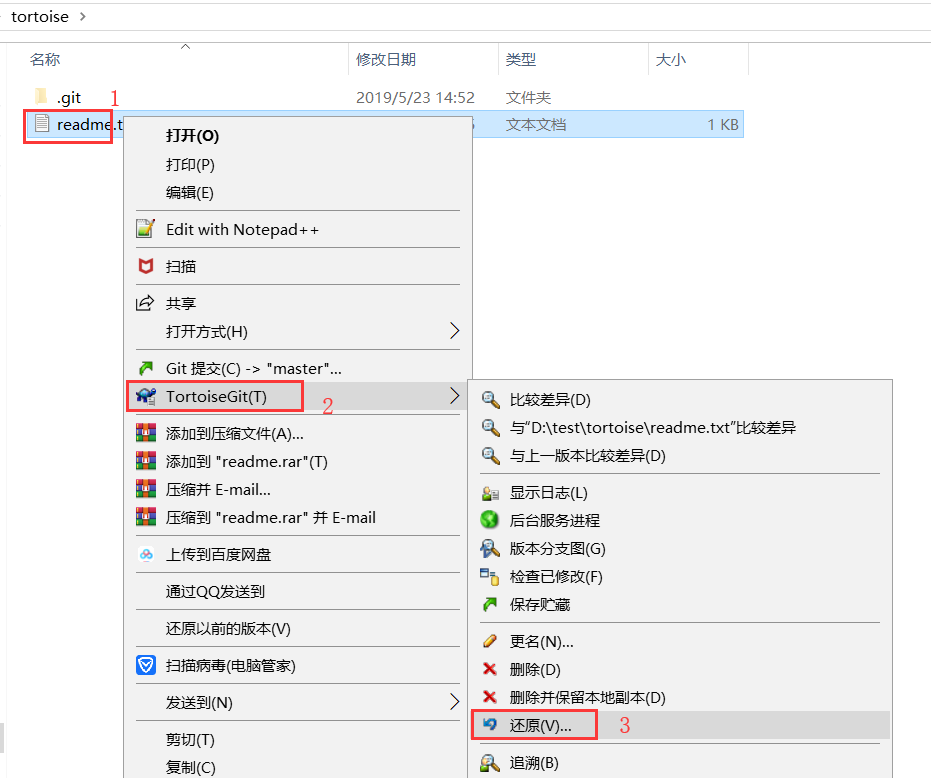 tortoise
名称 修改日期 类型 大小
.git 2019/5/23 14:52 文件夹
1
readme.t 文本文档 1 KB
打开(O)
打印(P)
编辑(E)
Edit with Notepad++
扫描
共享
打开方式(H)
Git 提交(C) -> "master"...
TortoiseGit(T)
2
添加到压缩文件(A)...
添加到 "readme.rar"(T)
压缩并 E-mail...
压缩到 "readme.rar" 并 E-mail
上传到百度网盘
通过QQ发送到
还原以前的版本(V)
扫描病毒(电脑管家)
发送到(N)
剪切(T)
复制(C)
比较差异(D)
与“D:\test\tortoise\readme.txt”比较差异
与上一版本比较差异(D)
显示日志(L)
后台服务进程
版本分支图(G)
检查已修改(F)
保存贮藏
更名(N)...
删除(D)
删除并保留本地副本(D)
还原(V)...
3
追溯(B)